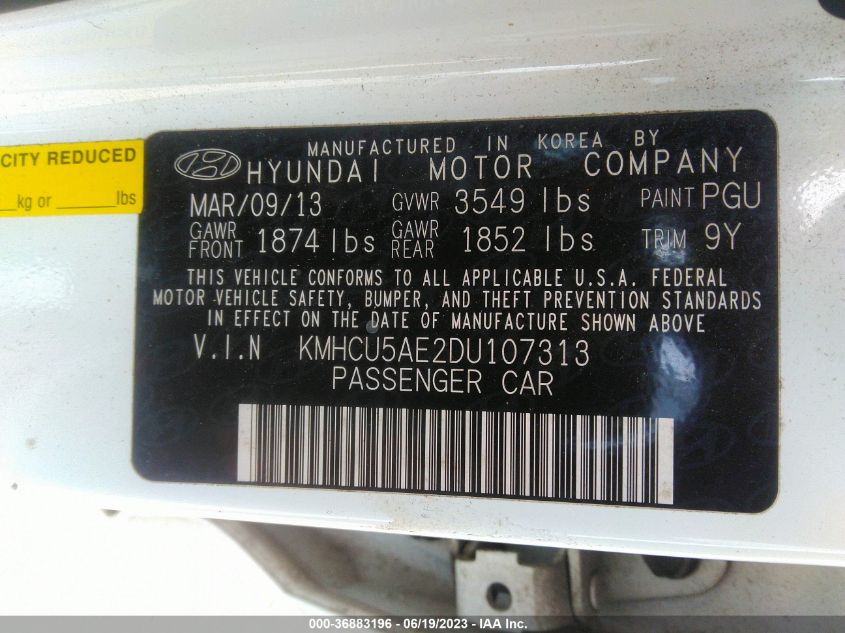 CITY REDUCED
kg or ____lbs
MANUFACTURED IN KOREA BY
HYUNDAI MOTOR COMPANY
MAR/09/13 GVWR 3549 lbs PAINT PGU
GAWR FRONT 1874 lbs GAWR REAR 1852 lbs TRIM 9Y
THIS VEHICLE CONFORMS TO ALL APPLICABLE U.S.A. FEDERAL
MOTOR VEHICLE SAFETY, BUMPER, AND THEFT PREVENTION STANDARDS
IN EFFECT ON THE DATE OF MANUFACTURE SHOWN ABOVE
V.I.N KMHCU5AE2DU107313
PASSENGER CAR
000-36883196 - 06/19/2023 - IAA Inc.